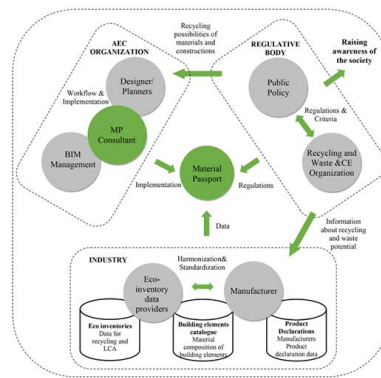 Recycling
possibilities of
materials and
constructions
AEC
ORGANIZATION
REGULATIVE
BODY
Raising
awareness of
the society
Designer/
Planners
Public
Policy
Workflow &
Implementation
MP
Consultant
Regulations &
Criteria
BIM
Management
Material
Passport
Recycling and
Waste &CE
Organization
Implementation
Regulations
Data
Information
about recycling
and waste
potential
INDUSTRY
Harmonization&
Standardization
Eco-
inventory
data
providers
Manufacturer
Eco inventories
Data for
recycling and
LCA
Building elements
catalogue
Material
composition of
building elements
Product
Declarations
Manufacturers
Product
declaration data